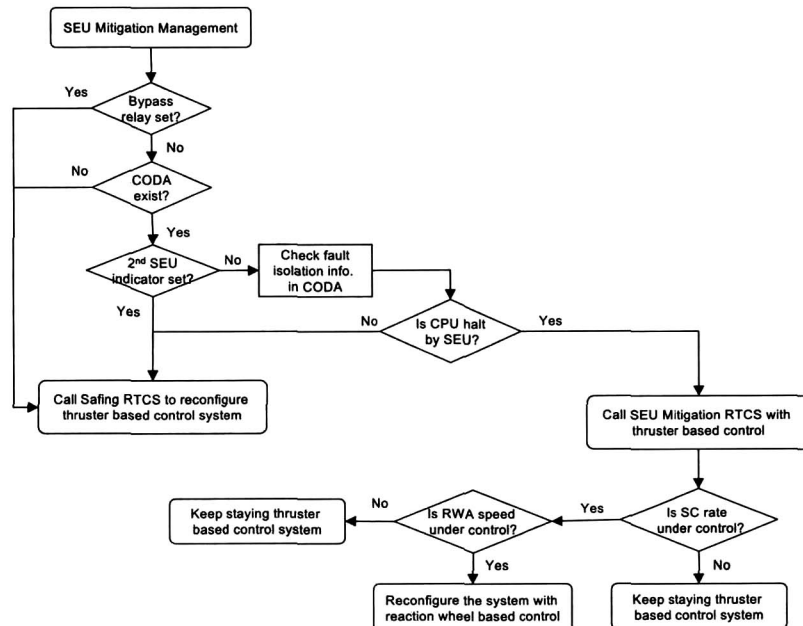 SEU Mitigation Management
Yes
Bypass
relay set?
No
No
CODA
exist?
Yes
2nd SEU
indicator set?
No
Check fault
isolation info.
in CODA
Yes
No
Is CPU halt
by SEU?
Yes
Call Safing RTCS to reconfigure
thruster based control system
Call SEU Mitigation RTCS with
thruster based control
Keep staying thruster
based control system
No
Is RWA speed
under control?
Yes
Is SC rate
under control?
Yes
No
Reconfigure the system with
reaction wheel based control
Keep staying thruster
based control system